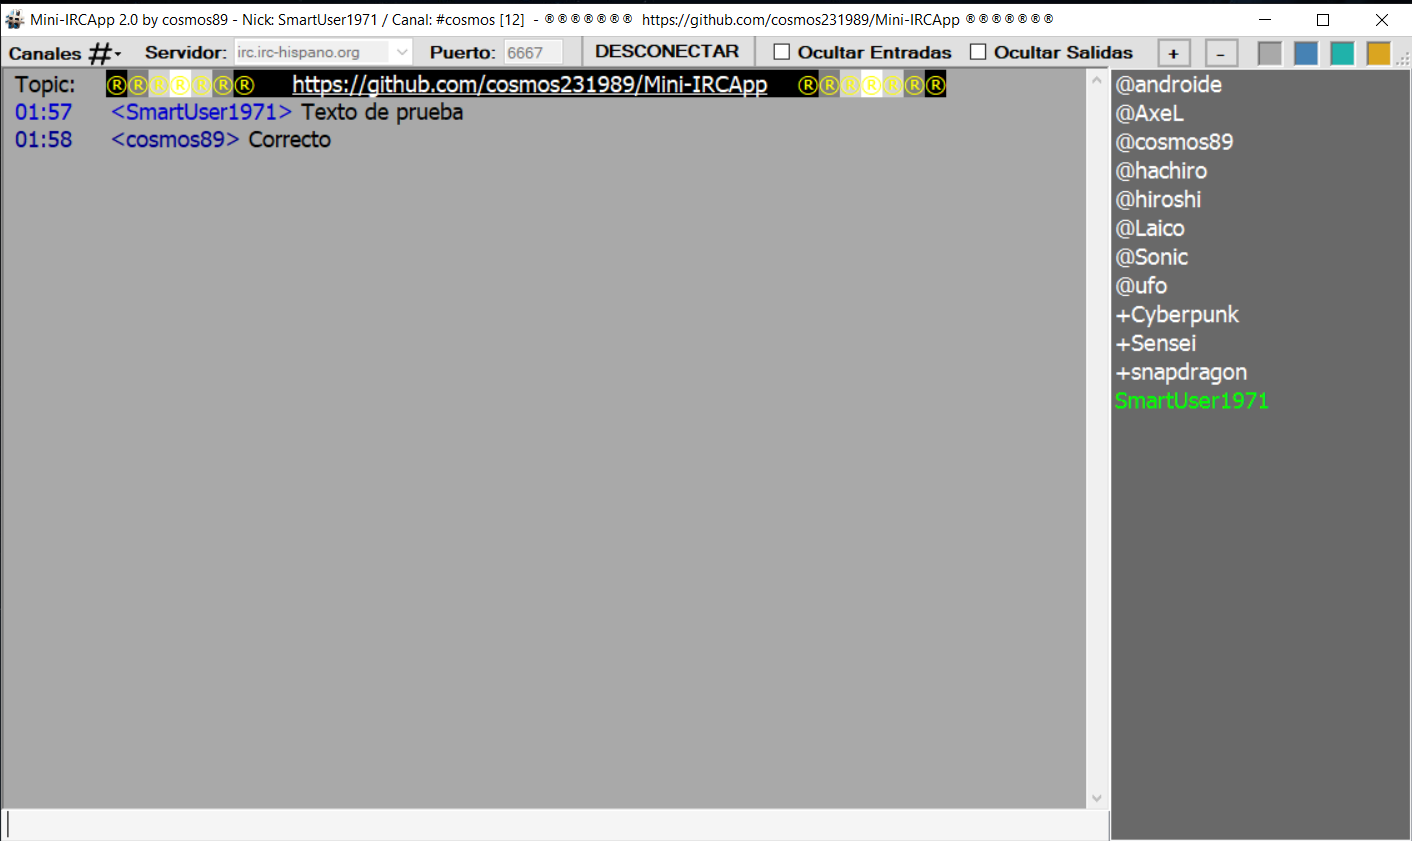 Mini-IRCApp 2.0 by cosmos89 - Nick: SmartUser1971 / Canal: #cosmos [12] - ® ® ® ® ® ® ® https://github.com/cosmos231989/Mini-IRCApp ® ® ® ® ® ® ®
Canales # Servidor: irc.irc-hispano.org Puerto: 6667 DESCONECTAR Ocultar Entradas Ocultar Salidas + -
Topic: ®®®®®®® https://github.com/cosmos231989/Mini-IRCApp ®®®®®®®
01:57 <SmartUser1971> Texto de prueba
01:58 <cosmos89> Correcto
@androide
@AxeL
@cosmos89
@hachiro
@hiroshi
@Laico
@Sonic
@ufo
+Cyberpunk
+Sensei
+snapdragon
SmartUser1971